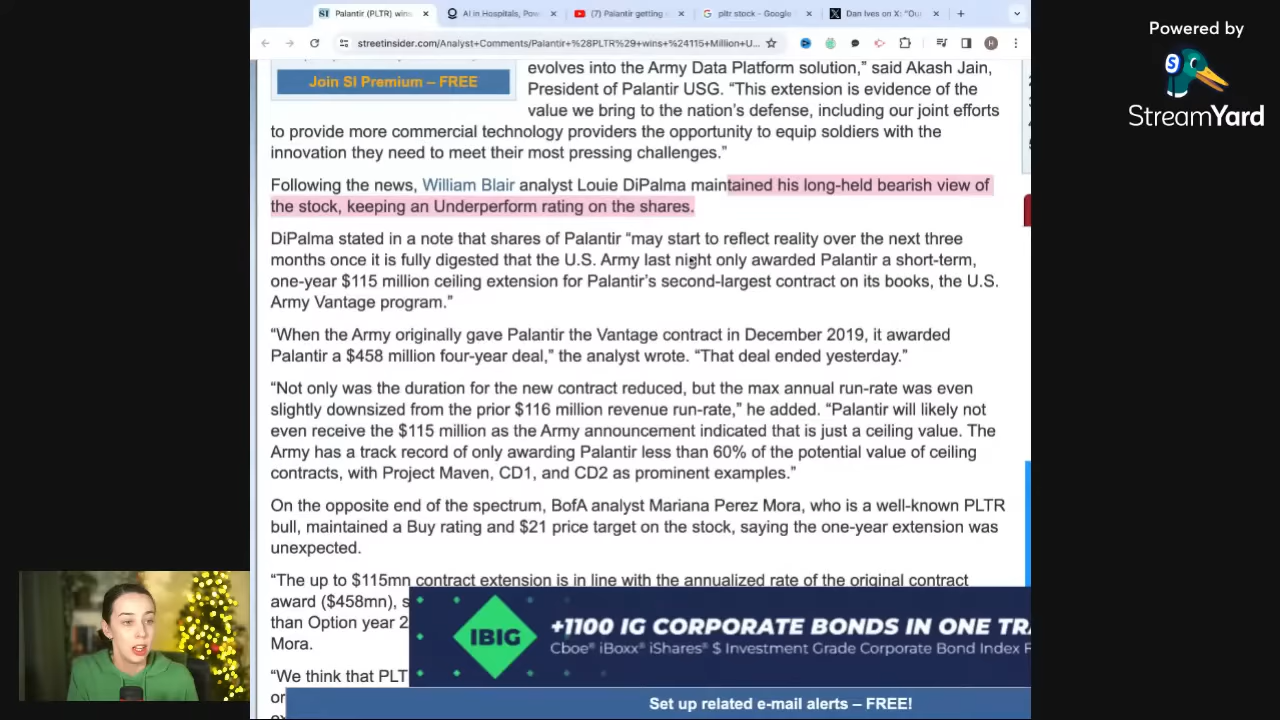 Palantir (PLTR) wins
AI in Hospitals, Pow
(7) Palantir getting
pltr stock - Google
Dan Ives on X: "Ou
streetinsider.com/Analyst+Comments/Palantir+%28PLTR%29+wins+%24115+Million+U...
Powered by
StreamYard
Join SI Premium – FREE
evolves into the Army Data Platform solution,” said Akash Jain,
President of Palantir USG. “This extension is evidence of the
value we bring to the nation’s defense, including our joint efforts
to provide more commercial technology providers the opportunity to equip soldiers with the
innovation they need to meet their most pressing challenges.”
Following the news, William Blair analyst Louie DiPalma maintained his long-held bearish view of
the stock, keeping an Underperform rating on the shares.
DiPalma stated in a note that shares of Palantir “may start to reflect reality over the next three
months once it is fully digested that the U.S. Army last night only awarded Palantir a short-term,
one-year $115 million ceiling extension for Palantir’s second-largest contract on its books, the U.S.
Army Vantage program.”
“When the Army originally gave Palantir the Vantage contract in December 2019, it awarded
Palantir a $458 million four-year deal,” the analyst wrote. “That deal ended yesterday.”
“Not only was the duration for the new contract reduced, but the max annual run-rate was even
slightly downsized from the prior $116 million revenue run-rate,” he added. “Palantir will likely not
even receive the $115 million as the Army announcement indicated that is just a ceiling value. The
Army has a track record of only awarding Palantir less than 60% of the potential value of ceiling
contracts, with Project Maven, CD1, and CD2 as prominent examples.”
On the opposite end of the spectrum, BofA analyst Mariana Perez Mora, who is a well-known PLTR
bull, maintained a Buy rating and $21 price target on the stock, saying the one-year extension was
unexpected.
“The up to $115mn contract extension is in line with the annualized rate of the original contract
award ($458mn), s
than Option year 2
Mora.
“We think that PLT
or
IBIG
+1100 IG CORPORATE BONDS IN ONE TRA
Cboe® iBoxx® iShares® $ Investment Grade Corporate Bond Index F
Set up related e-mail alerts – FREE!